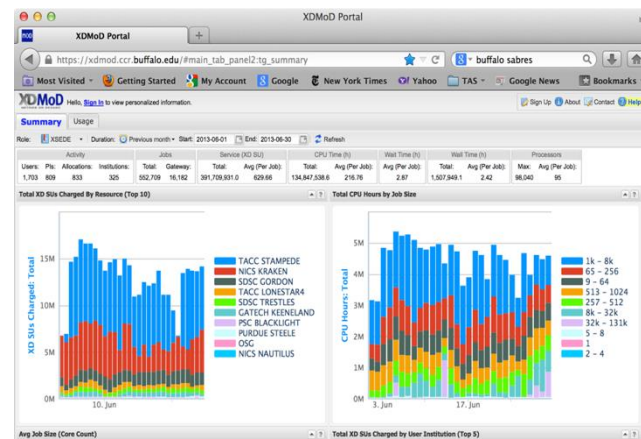 XDMoD Portal
XDMoD Portal
https://xdmod.ccr.buffalo.edu/#main_tab_panel2:tg_summary
buffalo sabres
Most Visited
Getting Started
My Account
Google
New York Times
Yahoo
TAS
Google News
Bookmarks
XDMoD Hello, Sign In to view personalized information.
Sign Up
About
Contact
Help
Summary
Usage
Role: XSEDE Duration: Previous month Start: 2013-06-01 End: 2013-06-30 Refresh
Activity Jobs Service (XD SU) CPU Time (h) Wait Time (h) Wall Time (h) Processors
Users: PIs: Allocations: Institutions: Total: Gateway: Total: Avg (Per Job): Total: Avg (Per Job): Avg (Per Job): Total: Avg (Per Job): Max: Avg (Per Job):
1,703 809 833 325 552,709 16,182 391,709,931.0 629.66 134,847,538.6 216.76 2.87 1,507,949.1 2.42 98,040 95
Total XD SUs Charged By Resource (Top 10)
XD SUs Charged: Total
15M
10M
5M
0M
10. Jun
TACC STAMPEDE
NICS KRAKEN
SDSC GORDON
TACC LONESTAR4
SDSC TRESTLES
GATECH KEENELAND
PSC BLACKLIGHT
PURDUE STEELE
OSG
NICS NAUTILUS
Total CPU Hours by Job Size
CPU Hours: Total
5M
4M
3M
2M
1M
0M
3. Jun
17. Jun
1k - 8k
65 - 256
9 - 64
513 - 1024
257 - 512
8k - 32k
32k - 131k
5 - 8
1
2 - 4
Avg Job Size (Core Count)
Total XD SUs Charged by User Institution (Top 5)